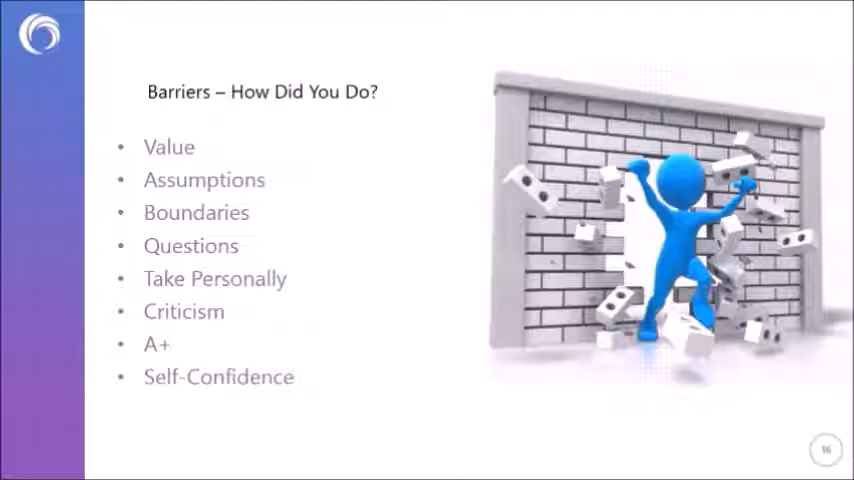 Barriers – How Did You Do?
• Value
• Assumptions
• Boundaries
• Questions
• Take Personally
• Criticism
• A+
• Self-Confidence
16